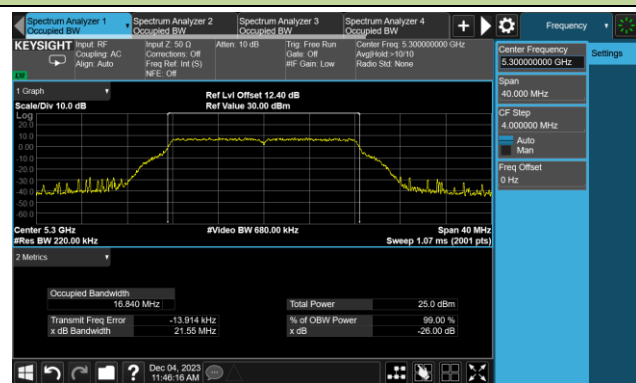 Spectrum Analyzer 1
Occupied BW
Spectrum Analyzer 2
Occupied BW
Spectrum Analyzer 3
Occupied BW
Spectrum Analyzer 4
Occupied BW
+
Frequency
KEYSIGHT
Input: RF
Coupling: AC
Align: Auto
Input Z: 50 Ω
Corrections: Off
Freq Ref: Int (S)
NFE: Off
Atten: 10 dB
Trig: Free Run
Gate: Off
#IF Gain: Low
Center Freq: 5.300000000 GHz
Avg|Hold:>10/10
Radio Std: None
Center Frequency
5.300000000 GHz
Settings
Span
40.000 MHz
CF Step
4.000000 MHz
Auto
Man
Freq Offset
0 Hz
1 Graph
Scale/Div 10.0 dB
Ref Lvl Offset 12.40 dB
Ref Value 30.00 dBm
Log
20.0
10.0
0.00
-10.0
-20.0
-30.0
-40.0
-50.0
-60.0
Center 5.3 GHz
#Res BW 220.00 kHz
#Video BW 680.00 kHz
Span 40 MHz
Sweep 1.07 ms (2001 pts)
2 Metrics
Occupied Bandwidth
16.840 MHz
Total Power 25.0 dBm
Transmit Freq Error -13.914 kHz
% of OBW Power 99.00 %
x dB Bandwidth 21.55 MHz
x dB -26.00 dB
?
Dec 04, 2023
11:46:16 AM